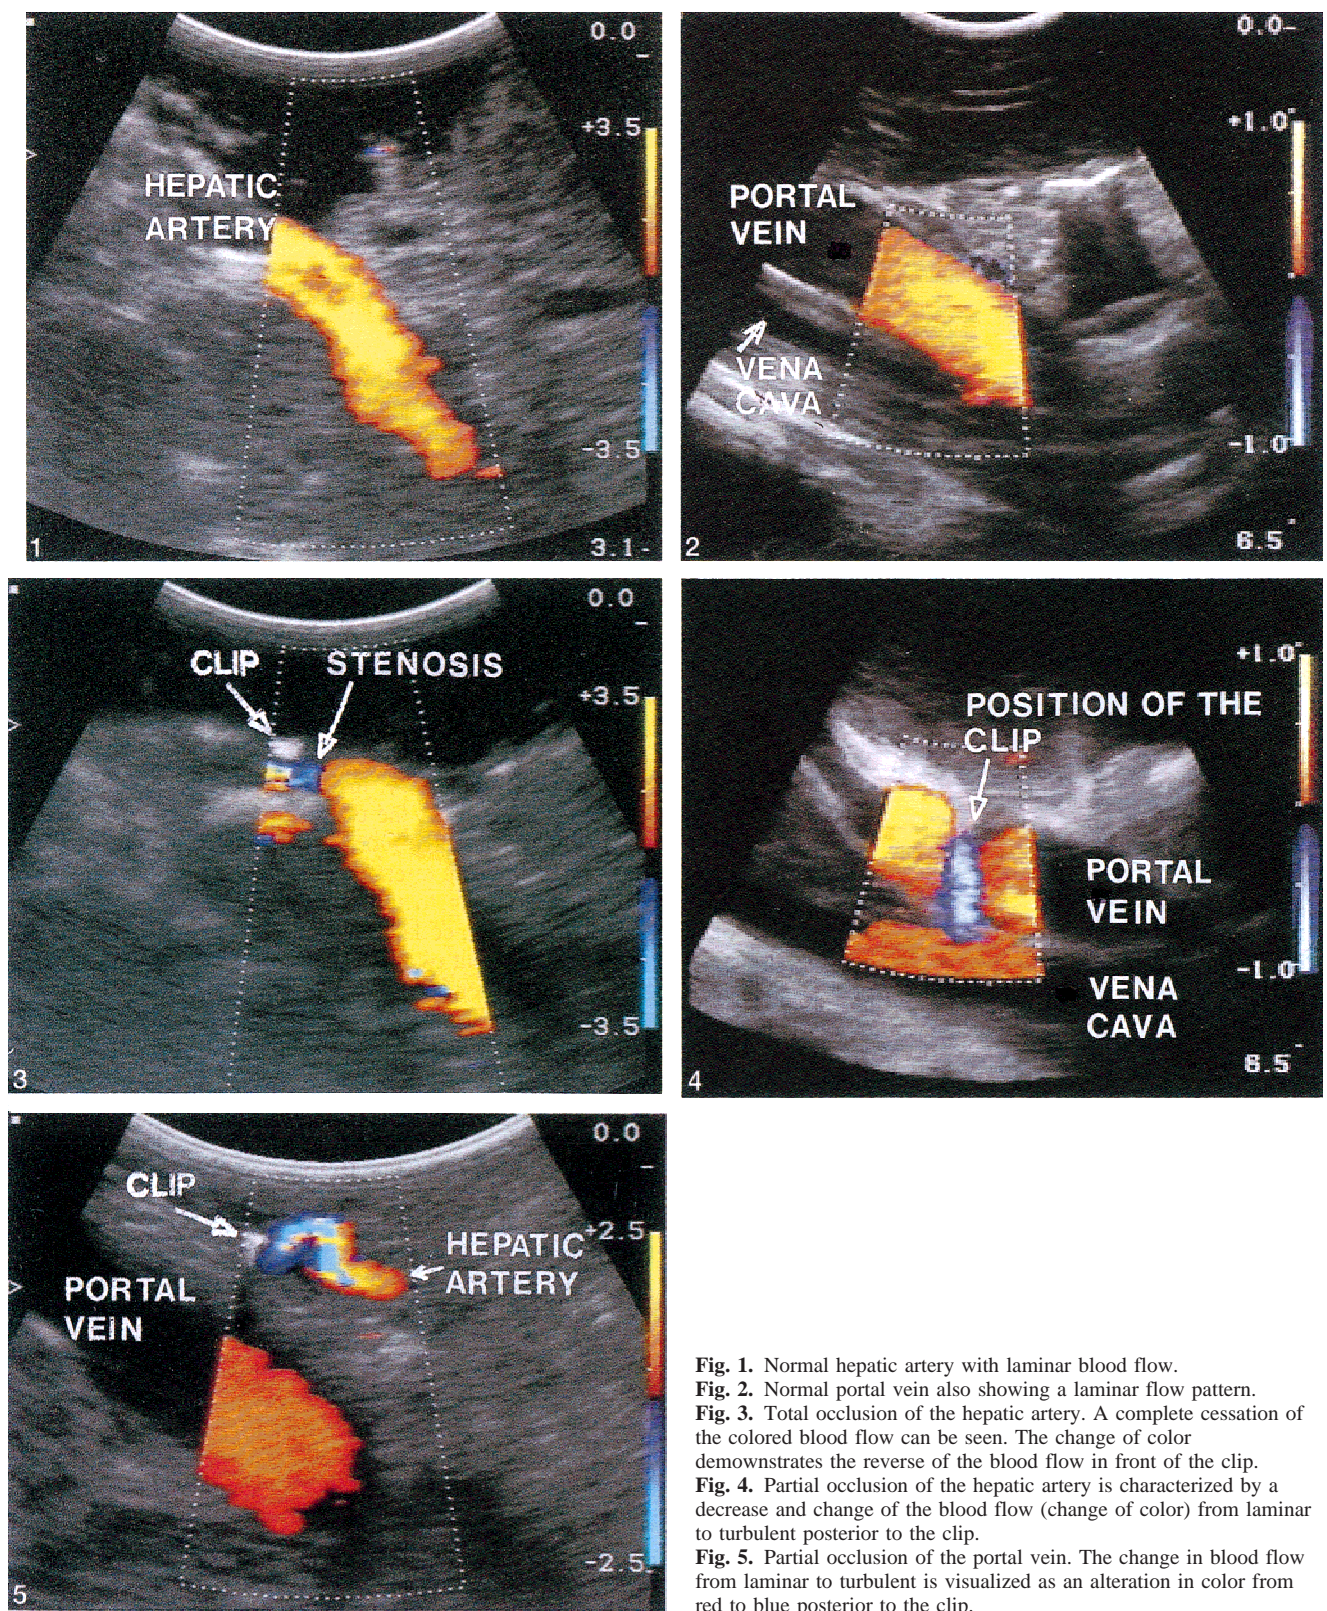 0.0
+3.5
HEPATIC
ARTERY
-3.5
3.1-
1
0.0-
+1.0
PORTAL
VEIN
VENA
CAVA
-1.0
6.5
2
0.0
CLIP
STENOSIS
+3.5
-3.5
3
+1.0
POSITION OF THE
CLIP
PORTAL
VEIN
-1.0
VENA
CAVA
6.5
4
0.0
CLIP
+2.5
HEPATIC
ARTERY
PORTAL
VEIN
-2.5
5
Fig. 1. Normal hepatic artery with laminar blood flow.
Fig. 2. Normal portal vein also showing a laminar flow pattern.
Fig. 3. Total occlusion of the hepatic artery. A complete cessation of
the colored blood flow can be seen. The change of color
demownstrates the reverse of the blood flow in front of the clip.
Fig. 4. Partial occlusion of the hepatic artery is characterized by a
decrease and change of the blood flow (change of color) from laminar
to turbulent posterior to the clip.
Fig. 5. Partial occlusion of the portal vein. The change in blood flow
from laminar to turbulent is visualized as an alteration in color from
red to blue posterior to the clip.